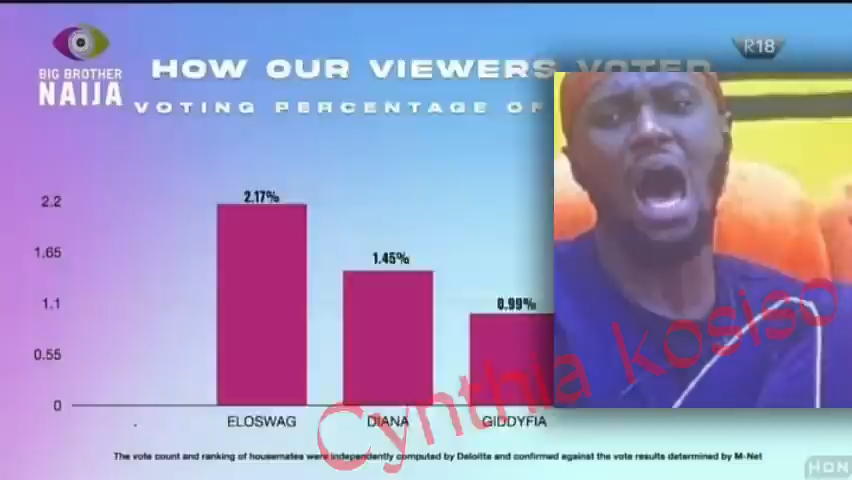 BIG BROTHER
NAIJA
R18
HOW OUR VIEWERS VOTED
VOTING PERCENTAGE OF
2.2
1.65
1.1
0.55
0
2.17%
1.45%
0.99%
ELOSWAG
DIANA
GIDDYFIA
Cynthia kosiso
The vote count and ranking of housemates were independently computed by Deloitte and confirmed against the vote results determined by M-Net
HDN